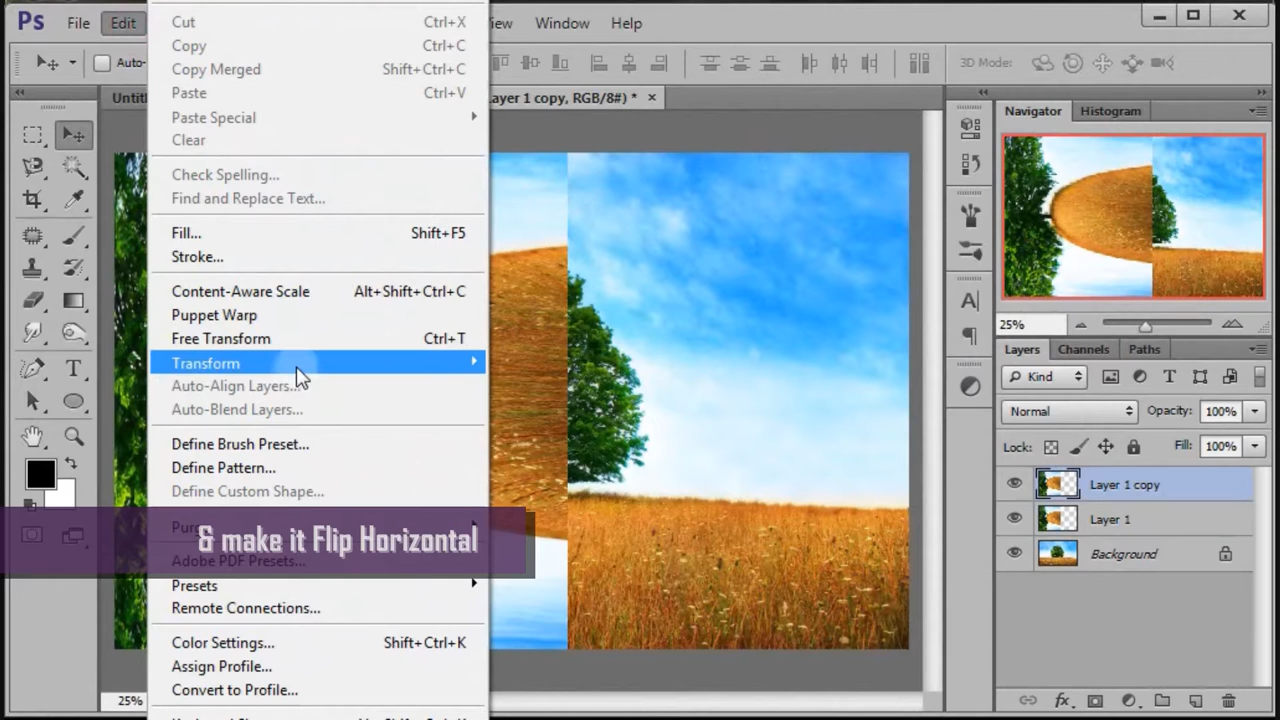 Ps File Edit iew Window Help
Auto- 3D Mode:
Untit ayer 1 copy, RGB/8#) * ×
Cut Ctrl+X
Copy Ctrl+C
Copy Merged Shift+Ctrl+C
Paste Ctrl+V
Paste Special
Clear
Check Spelling...
Find and Replace Text...
Fill... Shift+F5
Stroke...
Content-Aware Scale Alt+Shift+Ctrl+C
Puppet Warp
Free Transform Ctrl+T
Transform
Auto-Align Layers...
Auto-Blend Layers...
Define Brush Preset...
Define Pattern...
Define Custom Shape...
Pur
& make it Flip Horizontal
Adobe PDF Presets...
Presets
Remote Connections...
Color Settings... Shift+Ctrl+K
Assign Profile...
Convert to Profile...
25%
Navigator Histogram
25%
Layers Channels Paths
Kind
Normal Opacity: 100%
Lock: Fill: 100%
Layer 1 copy
Layer 1
Background